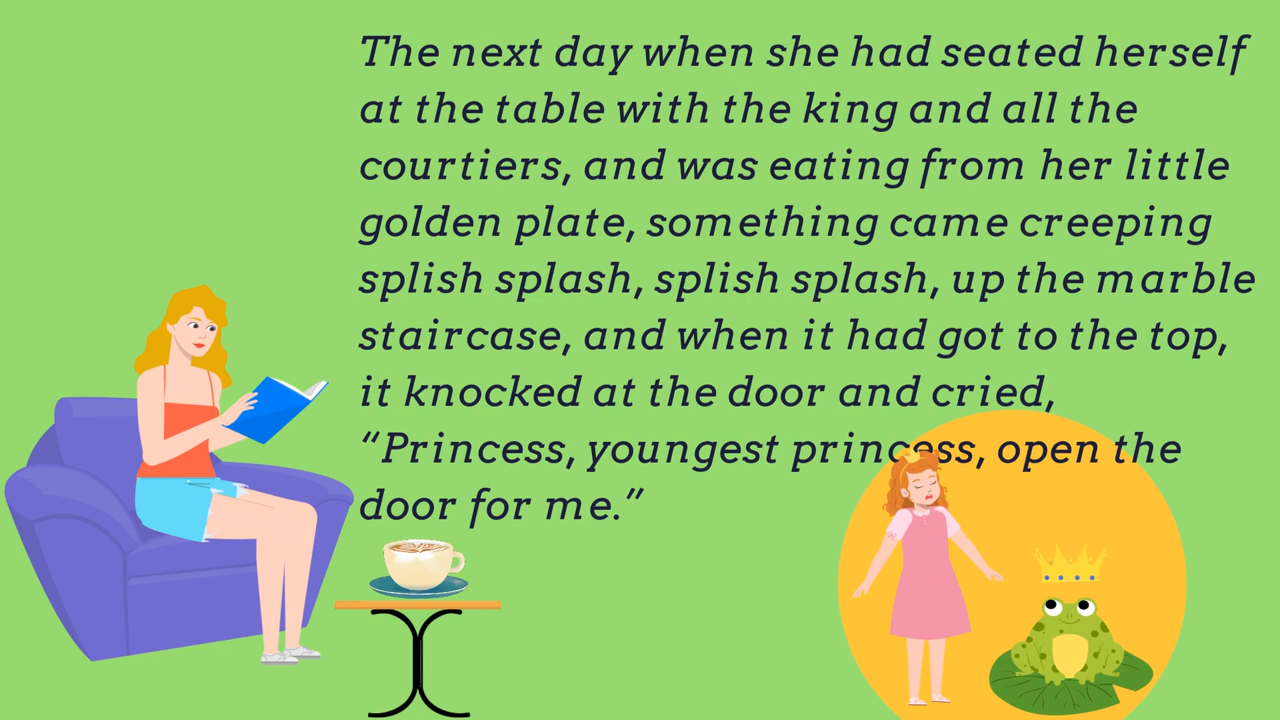 The next day when she had seated herself
at the table with the king and all the
courtiers, and was eating from her little
golden plate, something came creeping
splish splash, splish splash, up the marble
staircase, and when it had got to the top,
it knocked at the door and cried,
“Princess, youngest princess, open the
door for me.”